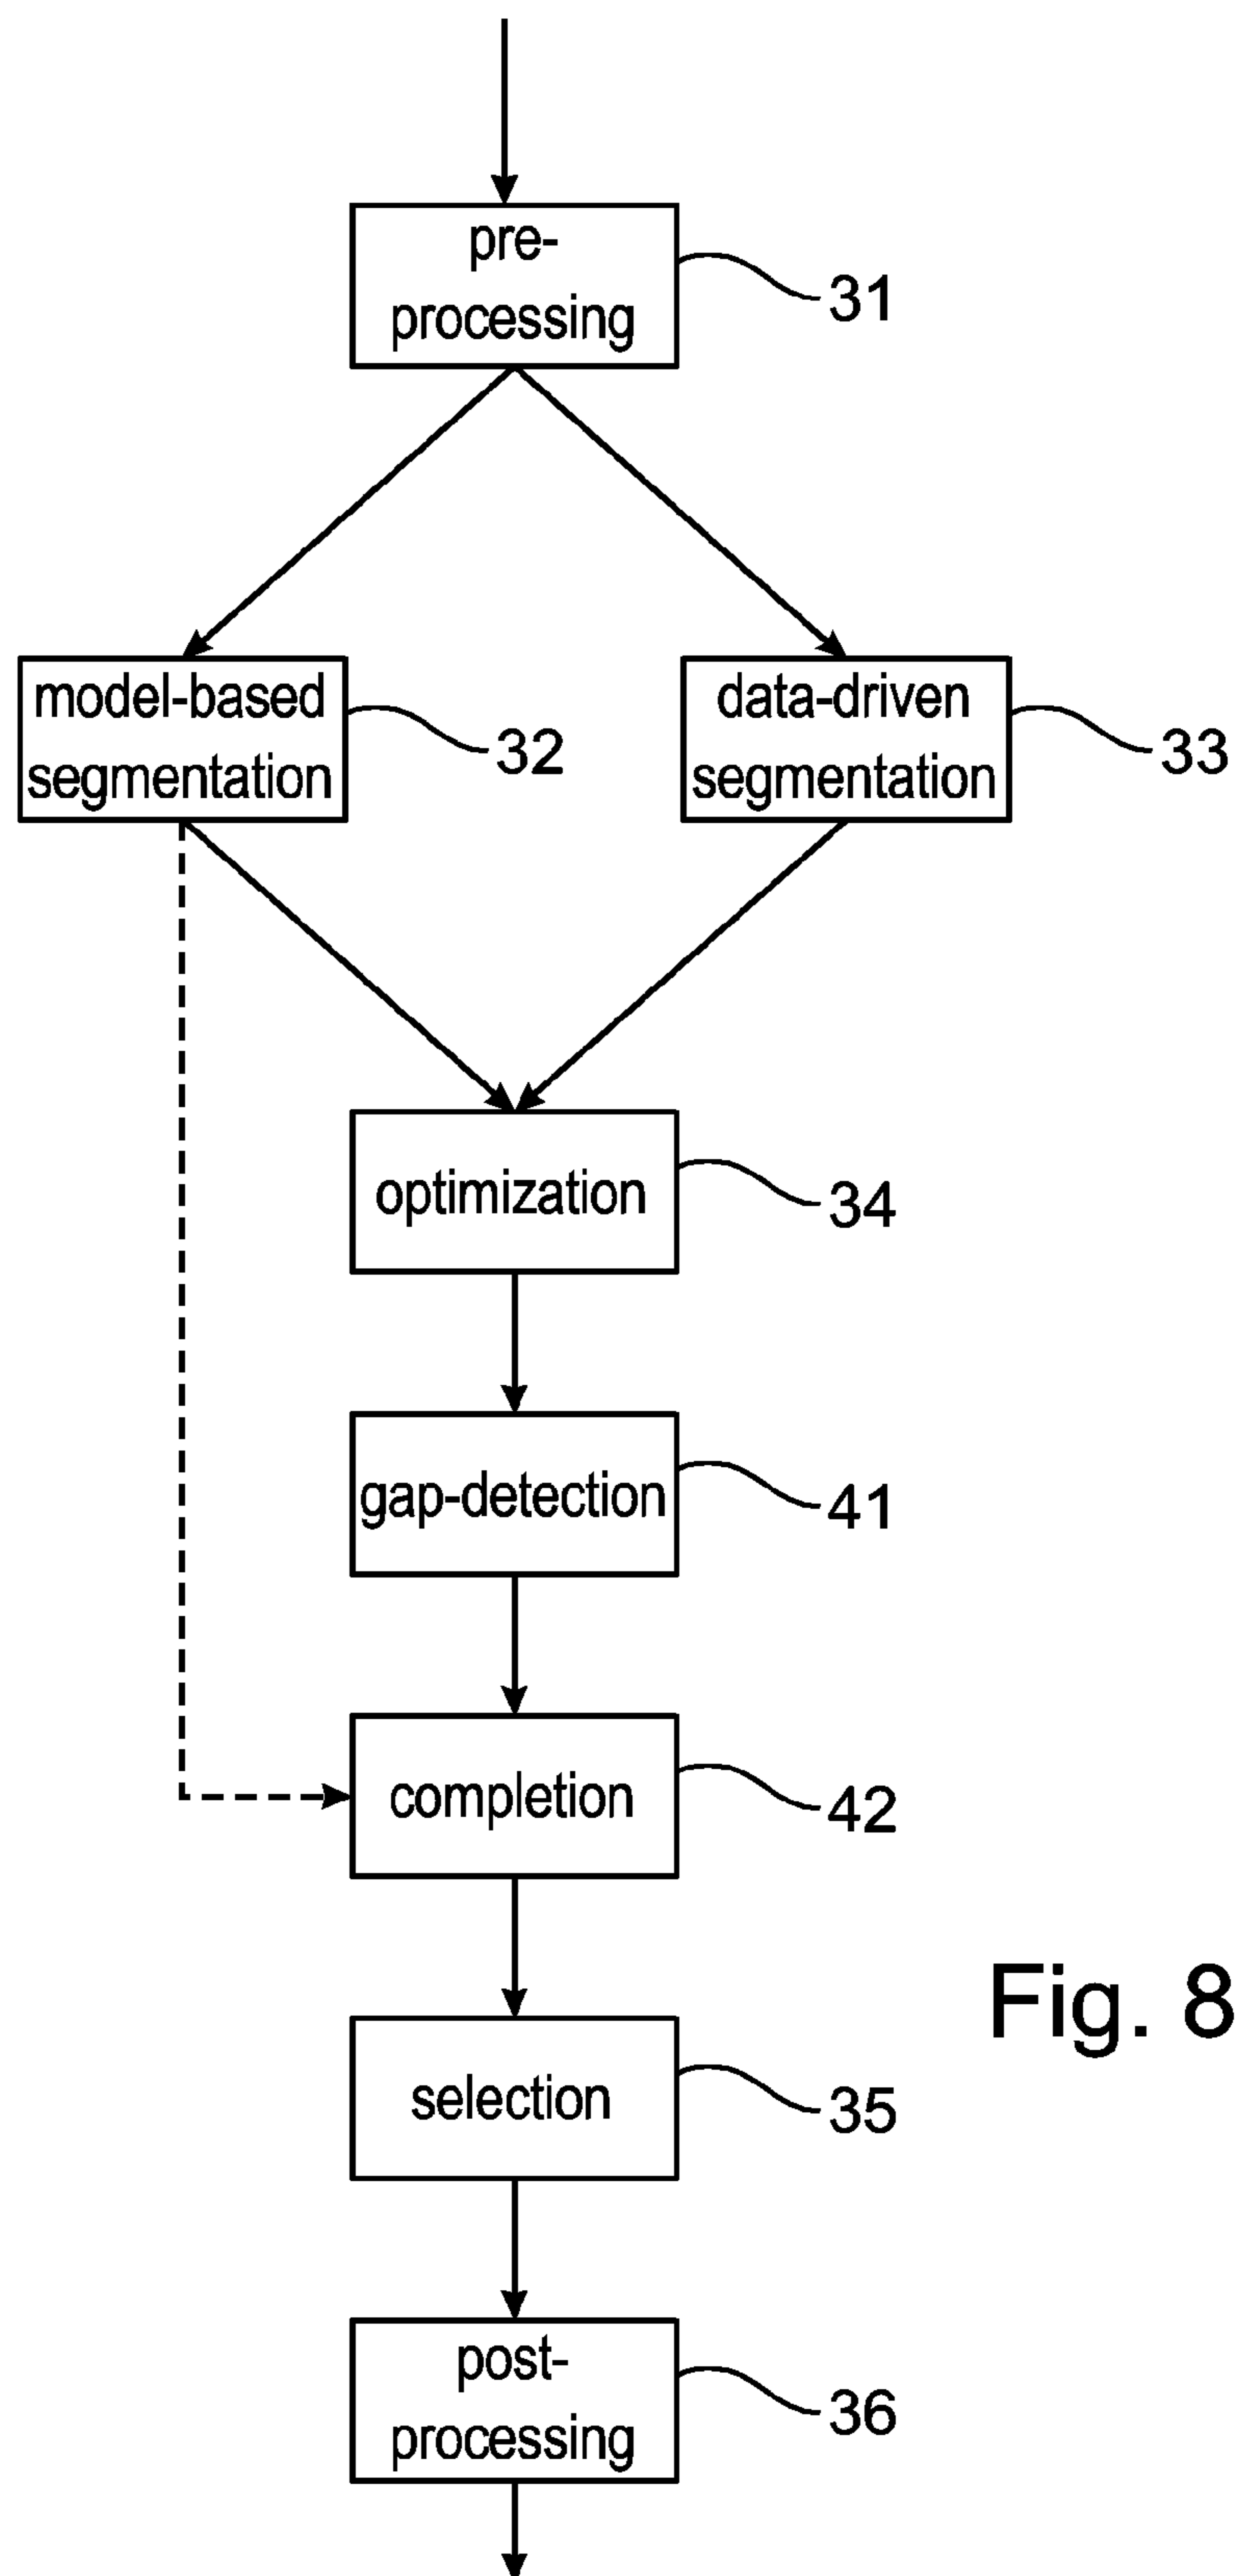 pre-
processing
31
model-based
segmentation
32
data-driven
segmentation
33
optimization
34
gap-detection
41
completion
42
selection
35
post-
processing
36
Fig. 8